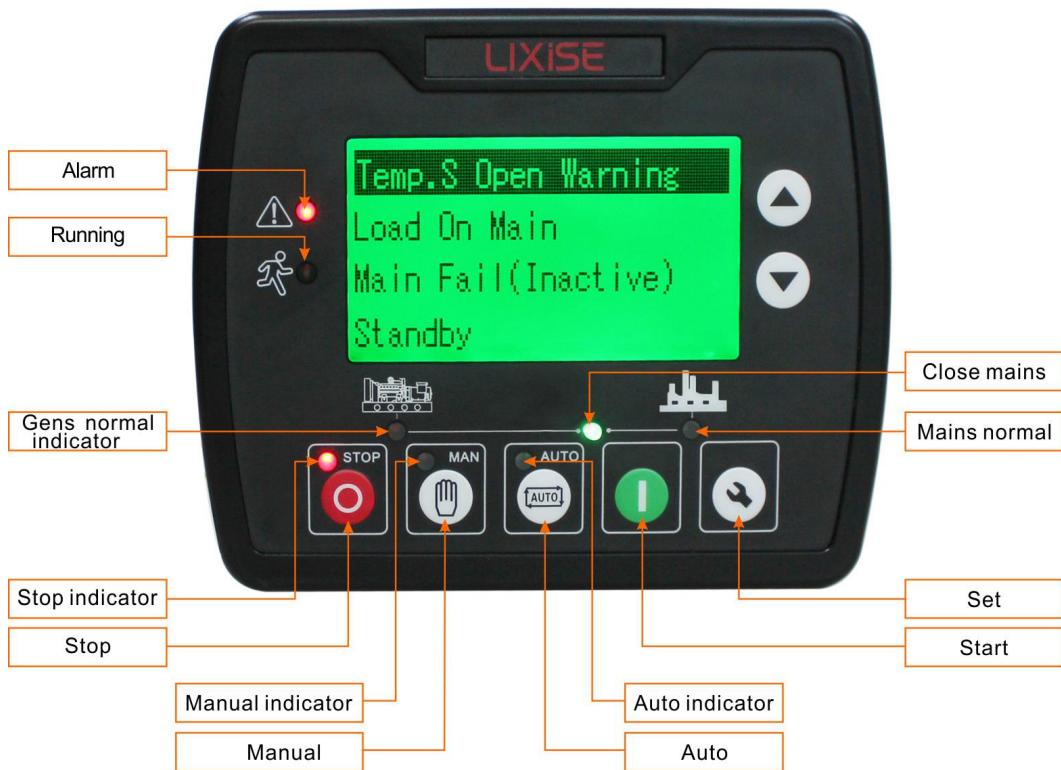 LIXiSE
Alarm
Running
Temp.S Open Warning
Load On Main
Main Fail(Inactive)
Standby
Close mains
Gens normal
indicator
Mains normal
STOP
MAN
AUTO
AUTO
Stop indicator
Stop
Set
Start
Manual indicator
Manual
Auto indicator
Auto